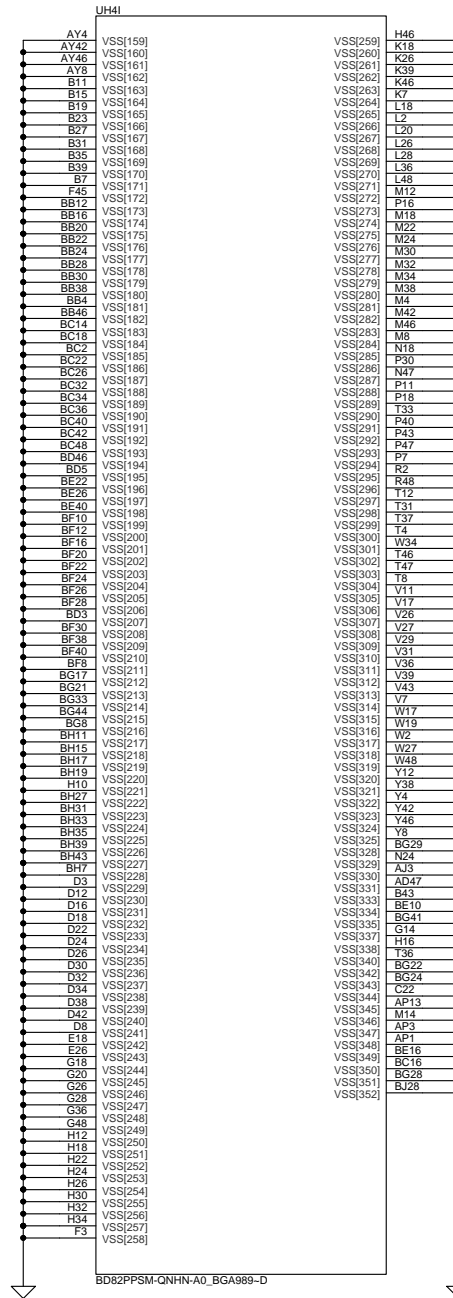 UH4I
AY4 VSS[159]
AY42 VSS[160]
AY46 VSS[161]
AY8 VSS[162]
B11 VSS[163]
B15 VSS[164]
B19 VSS[165]
B23 VSS[166]
B27 VSS[167]
B31 VSS[168]
B35 VSS[169]
B39 VSS[170]
B7 VSS[171]
F45 VSS[172]
BB12 VSS[173]
BB16 VSS[174]
BB20 VSS[175]
BB22 VSS[176]
BB24 VSS[177]
BB28 VSS[178]
BB30 VSS[179]
BB38 VSS[180]
BB4 VSS[181]
BB46 VSS[182]
BC14 VSS[183]
BC18 VSS[184]
BC2 VSS[185]
BC22 VSS[186]
BC26 VSS[187]
BC32 VSS[188]
BC34 VSS[189]
BC36 VSS[190]
BC40 VSS[191]
BC42 VSS[192]
BC48 VSS[193]
BD46 VSS[194]
BD5 VSS[195]
BE22 VSS[196]
BE26 VSS[197]
BE40 VSS[198]
BF10 VSS[199]
BF12 VSS[200]
BF16 VSS[201]
BF20 VSS[202]
BF22 VSS[203]
BF24 VSS[204]
BF26 VSS[205]
BF28 VSS[206]
BD3 VSS[207]
BF30 VSS[208]
BF38 VSS[209]
BF40 VSS[210]
BF8 VSS[211]
BG17 VSS[212]
BG21 VSS[213]
BG33 VSS[214]
BG44 VSS[215]
BG8 VSS[216]
BH11 VSS[217]
BH15 VSS[218]
BH17 VSS[219]
BH19 VSS[220]
H10 VSS[221]
BH27 VSS[222]
BH31 VSS[223]
BH33 VSS[224]
BH35 VSS[225]
BH39 VSS[226]
BH43 VSS[227]
BH7 VSS[228]
D3 VSS[229]
D12 VSS[230]
D16 VSS[231]
D18 VSS[232]
D22 VSS[233]
D24 VSS[234]
D26 VSS[235]
D30 VSS[236]
D32 VSS[237]
D34 VSS[238]
D38 VSS[239]
D42 VSS[240]
D8 VSS[241]
E18 VSS[242]
E26 VSS[243]
G18 VSS[244]
G20 VSS[245]
G26 VSS[246]
G28 VSS[247]
G36 VSS[248]
G48 VSS[249]
H12 VSS[250]
H18 VSS[251]
H22 VSS[252]
H24 VSS[253]
H26 VSS[254]
H30 VSS[255]
H32 VSS[256]
H34 VSS[257]
F3 VSS[258]
VSS[259] H46
VSS[260] K18
VSS[261] K26
VSS[262] K39
VSS[263] K46
VSS[264] K7
VSS[265] L18
VSS[266] L2
VSS[267] L20
VSS[268] L26
VSS[269] L28
VSS[270] L36
VSS[271] L48
VSS[272] M12
VSS[273] P16
VSS[274] M18
VSS[275] M22
VSS[276] M24
VSS[277] M30
VSS[278] M32
VSS[279] M34
VSS[280] M38
VSS[281] M4
VSS[282] M42
VSS[283] M46
VSS[284] M8
VSS[285] N18
VSS[286] P30
VSS[287] N47
VSS[288] P11
VSS[289] P18
VSS[290] T33
VSS[291] P40
VSS[292] P43
VSS[293] P47
VSS[294] P7
VSS[295] R2
VSS[296] R48
VSS[297] T12
VSS[298] T31
VSS[299] T37
VSS[300] T4
VSS[301] W34
VSS[302] T46
VSS[303] T47
VSS[304] T8
VSS[305] V11
VSS[306] V17
VSS[307] V26
VSS[308] V27
VSS[309] V29
VSS[310] V31
VSS[311] V36
VSS[312] V39
VSS[313] V43
VSS[314] V7
VSS[315] W17
VSS[316] W19
VSS[317] W2
VSS[318] W27
VSS[319] W48
VSS[320] Y12
VSS[321] Y38
VSS[322] Y4
VSS[323] Y42
VSS[324] Y46
VSS[325] Y8
VSS[328] BG29
VSS[329] N24
VSS[330] AJ3
VSS[331] AD47
VSS[333] B43
VSS[334] BE10
VSS[335] BG41
VSS[337] G14
VSS[338] H16
VSS[340] T36
VSS[342] BG22
VSS[343] BG24
VSS[344] C22
VSS[345] AP13
VSS[346] M14
VSS[347] AP3
VSS[348] AP1
VSS[349] BE16
VSS[350] BC16
VSS[351] BG28
VSS[352] BJ28
BD82PPSM-QNHN-A0_BGA989~D